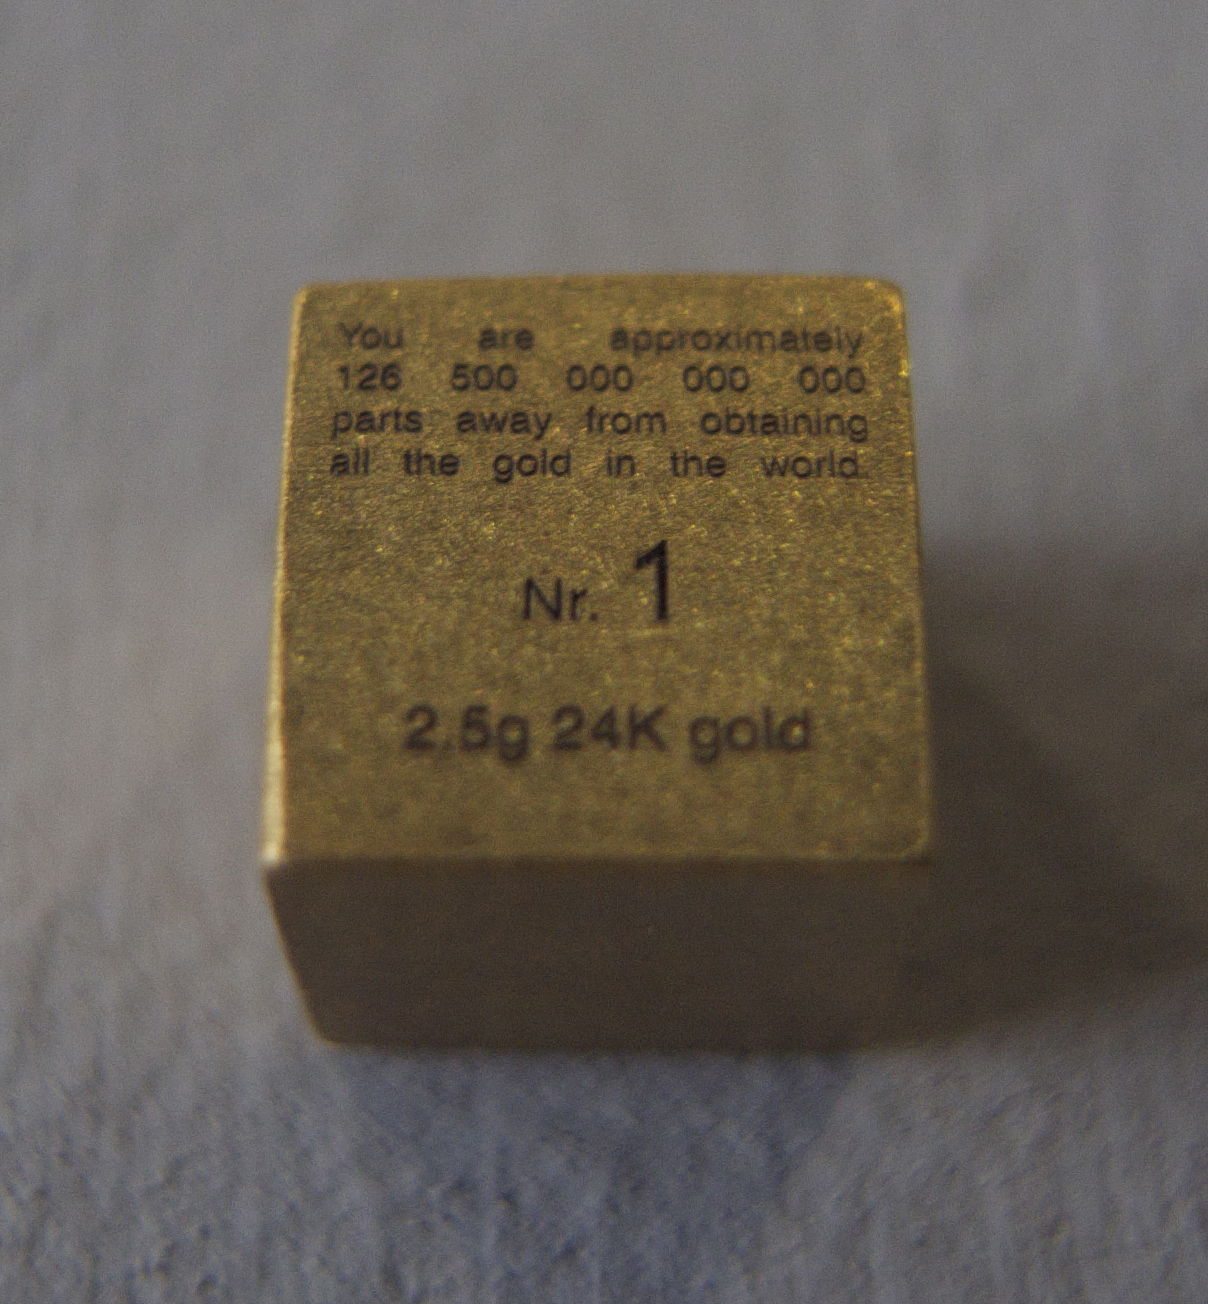 You are approximately
126 500 000 000 000
parts away from obtaining
all the gold in the world.
Nr. 1
2.5g 24K gold